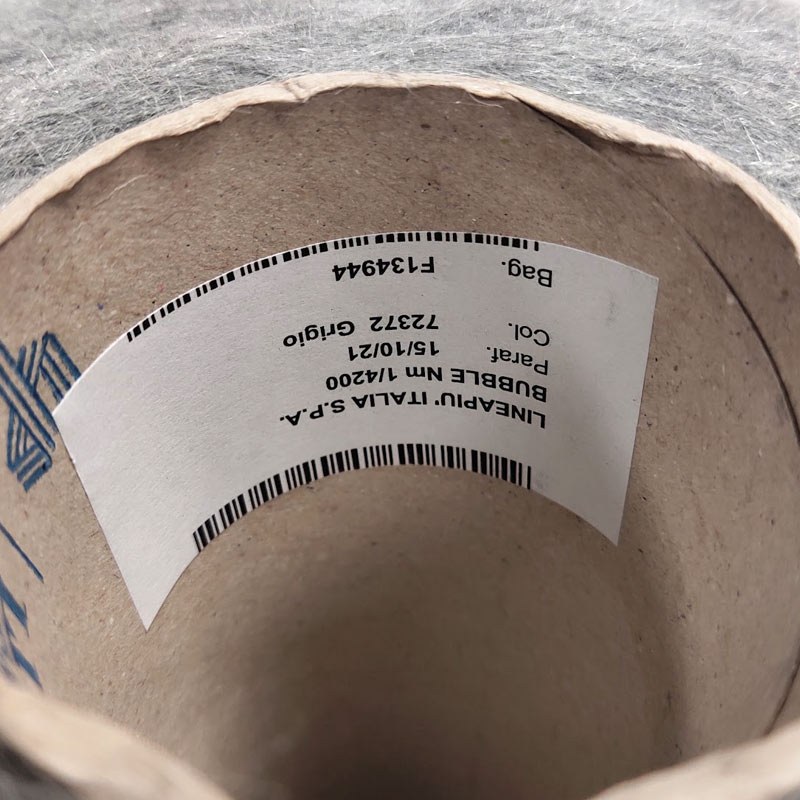 LINEAPIU' ITALIA S.P.A.
BUBBLE Nm 1/4200
Paraf. 15/10/21
Col. 72372 Grigio
Bag. F134944